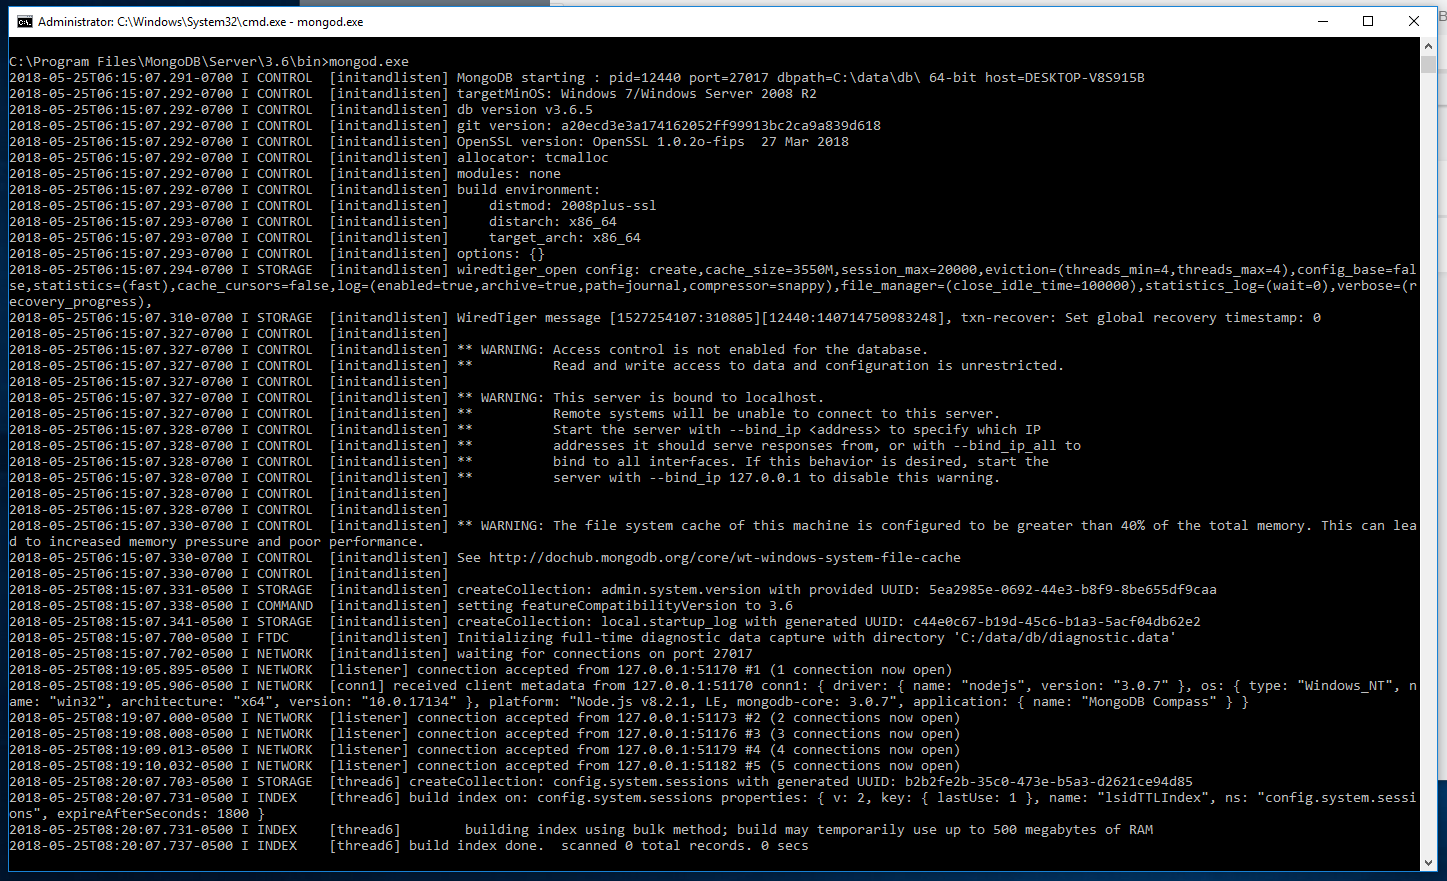 Administrator: C:\Windows\System32\cmd.exe - mongod.exe
C:\Program Files\MongoDB\Server\3.6\bin>mongod.exe
2018-05-25T06:15:07.291-0700 I CONTROL  [initandlisten] MongoDB starting : pid=12440 port=27017 dbpath=C:\data\db\ 64-bit host=DESKTOP-V8S915B
2018-05-25T06:15:07.292-0700 I CONTROL  [initandlisten] targetMinOS: Windows 7/Windows Server 2008 R2
2018-05-25T06:15:07.292-0700 I CONTROL  [initandlisten] db version v3.6.5
2018-05-25T06:15:07.292-0700 I CONTROL  [initandlisten] git version: a20ecd3e3a174162052ff99913bc2ca9a839d618
2018-05-25T06:15:07.292-0700 I CONTROL  [initandlisten] OpenSSL version: OpenSSL 1.0.2o-fips  27 Mar 2018
2018-05-25T06:15:07.292-0700 I CONTROL  [initandlisten] allocator: tcmalloc
2018-05-25T06:15:07.292-0700 I CONTROL  [initandlisten] modules: none
2018-05-25T06:15:07.292-0700 I CONTROL  [initandlisten] build environment:
2018-05-25T06:15:07.293-0700 I CONTROL  [initandlisten]     distmod: 2008plus-ssl
2018-05-25T06:15:07.293-0700 I CONTROL  [initandlisten]     distarch: x86_64
2018-05-25T06:15:07.293-0700 I CONTROL  [initandlisten]     target_arch: x86_64
2018-05-25T06:15:07.293-0700 I CONTROL  [initandlisten] options: {}
2018-05-25T06:15:07.294-0700 I STORAGE  [initandlisten] wiredtiger_open config: create,cache_size=3550M,session_max=20000,eviction=(threads_min=4,threads_max=4),config_base=fal
se,statistics=(fast),cache_cursors=false,log=(enabled=true,archive=true,path=journal,compressor=snappy),file_manager=(close_idle_time=100000),statistics_log=(wait=0),verbose=(r
ecovery_progress),
2018-05-25T06:15:07.310-0700 I STORAGE  [initandlisten] WiredTiger message [1527254107:310805][12440:140714750983248], txn-recover: Set global recovery timestamp: 0
2018-05-25T06:15:07.327-0700 I CONTROL  [initandlisten]
2018-05-25T06:15:07.327-0700 I CONTROL  [initandlisten] ** WARNING: Access control is not enabled for the database.
2018-05-25T06:15:07.327-0700 I CONTROL  [initandlisten] **          Read and write access to data and configuration is unrestricted.
2018-05-25T06:15:07.327-0700 I CONTROL  [initandlisten]
2018-05-25T06:15:07.327-0700 I CONTROL  [initandlisten] ** WARNING: This server is bound to localhost.
2018-05-25T06:15:07.327-0700 I CONTROL  [initandlisten] **          Remote systems will be unable to connect to this server.
2018-05-25T06:15:07.328-0700 I CONTROL  [initandlisten] **          Start the server with --bind_ip <address> to specify which IP
2018-05-25T06:15:07.328-0700 I CONTROL  [initandlisten] **          addresses it should serve responses from, or with --bind_ip_all to
2018-05-25T06:15:07.328-0700 I CONTROL  [initandlisten] **          bind to all interfaces. If this behavior is desired, start the
2018-05-25T06:15:07.328-0700 I CONTROL  [initandlisten] **          server with --bind_ip 127.0.0.1 to disable this warning.
2018-05-25T06:15:07.328-0700 I CONTROL  [initandlisten]
2018-05-25T06:15:07.328-0700 I CONTROL  [initandlisten]
2018-05-25T06:15:07.330-0700 I CONTROL  [initandlisten] ** WARNING: The file system cache of this machine is configured to be greater than 40% of the total memory. This can lea
d to increased memory pressure and poor performance.
2018-05-25T06:15:07.330-0700 I CONTROL  [initandlisten] See http://dochub.mongodb.org/core/wt-windows-system-file-cache
2018-05-25T06:15:07.330-0700 I CONTROL  [initandlisten]
2018-05-25T08:15:07.331-0500 I STORAGE  [initandlisten] createCollection: admin.system.version with provided UUID: 5ea2985e-0692-44e3-b8f9-8be655df9caa
2018-05-25T08:15:07.338-0500 I COMMAND  [initandlisten] setting featureCompatibilityVersion to 3.6
2018-05-25T08:15:07.341-0500 I STORAGE  [initandlisten] createCollection: local.startup_log with generated UUID: c44e0c67-b19d-45c6-b1a3-5acf04db62e2
2018-05-25T08:15:07.700-0500 I FTDC     [initandlisten] Initializing full-time diagnostic data capture with directory 'C:/data/db/diagnostic.data'
2018-05-25T08:15:07.702-0500 I NETWORK  [initandlisten] waiting for connections on port 27017
2018-05-25T08:19:05.895-0500 I NETWORK  [listener] connection accepted from 127.0.0.1:51170 #1 (1 connection now open)
2018-05-25T08:19:05.906-0500 I NETWORK  [conn1] received client metadata from 127.0.0.1:51170 conn1: { driver: { name: "nodejs", version: "3.0.7" }, os: { type: "Windows_NT", n
ame: "win32", architecture: "x64", version: "10.0.17134" }, platform: "Node.js v8.2.1, LE, mongodb-core: 3.0.7", application: { name: "MongoDB Compass" } }
2018-05-25T08:19:07.000-0500 I NETWORK  [listener] connection accepted from 127.0.0.1:51173 #2 (2 connections now open)
2018-05-25T08:19:08.008-0500 I NETWORK  [listener] connection accepted from 127.0.0.1:51176 #3 (3 connections now open)
2018-05-25T08:19:09.013-0500 I NETWORK  [listener] connection accepted from 127.0.0.1:51179 #4 (4 connections now open)
2018-05-25T08:19:10.032-0500 I NETWORK  [listener] connection accepted from 127.0.0.1:51182 #5 (5 connections now open)
2018-05-25T08:20:07.703-0500 I STORAGE  [thread6] createCollection: config.system.sessions with generated UUID: b2b2fe2b-35c0-473e-b5a3-d2621ce94d85
2018-05-25T08:20:07.731-0500 I INDEX    [thread6] build index on: config.system.sessions properties: { v: 2, key: { lastUse: 1 }, name: "lsidTTLIndex", ns: "config.system.sessi
ons", expireAfterSeconds: 1800 }
2018-05-25T08:20:07.731-0500 I INDEX    [thread6]        building index using bulk method; build may temporarily use up to 500 megabytes of RAM
2018-05-25T08:20:07.737-0500 I INDEX    [thread6] build index done.  scanned 0 total records. 0 secs